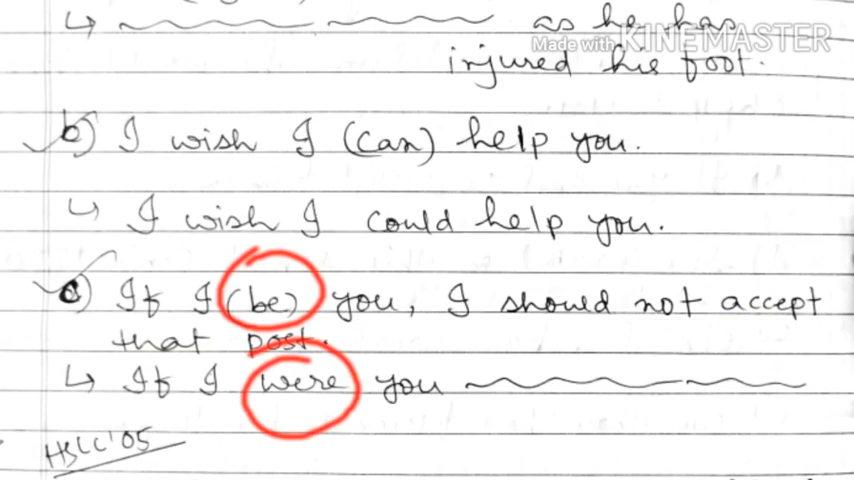 ↳ as he has
Made with KINEMASTER
injured his foot.
b) I wish I (can) help you.
↳ I wish I could help you.
c) If I (be) you, I should not accept
that post.
↳ If I were you
HSLC'05